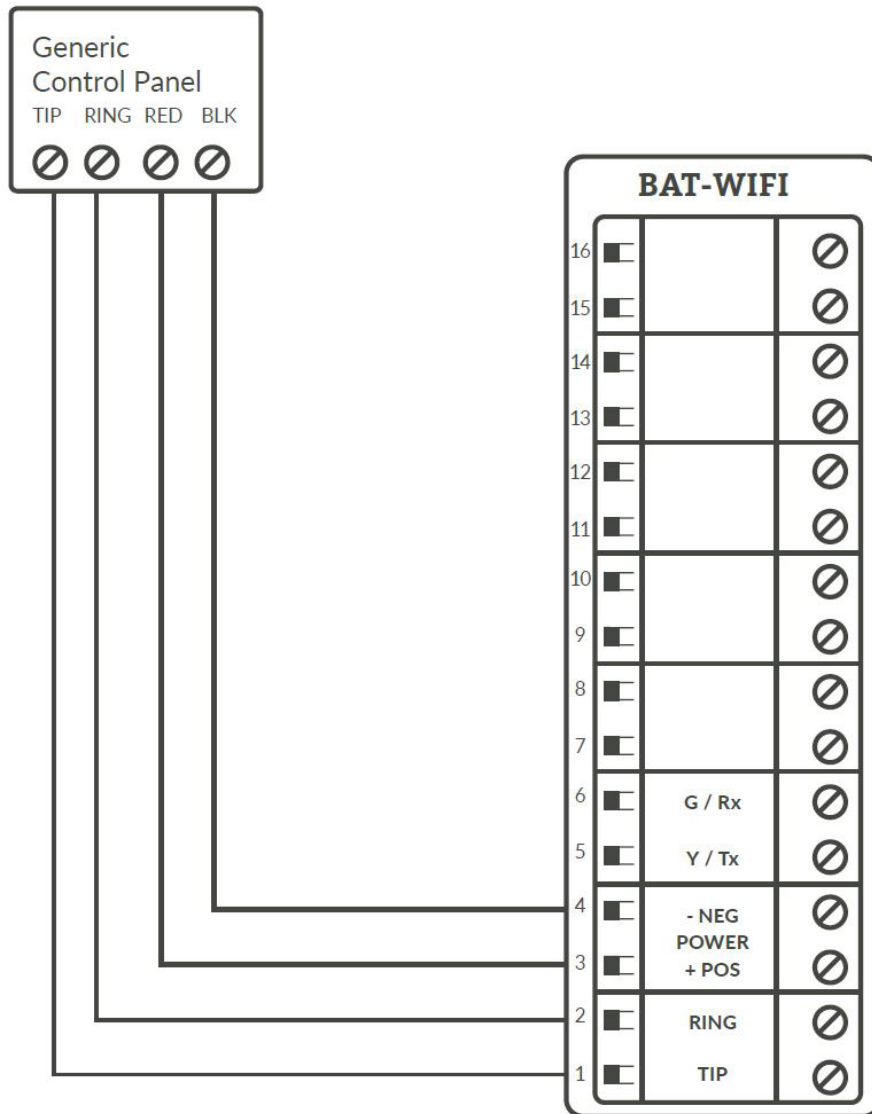 Generic
Control Panel
TIP RING RED BLK
BAT-WIFI
16
15
14
13
12
11
10
9
8
7
6 G / Rx
5 Y / Tx
4 - NEG
POWER
3 + POS
2 RING
1 TIP